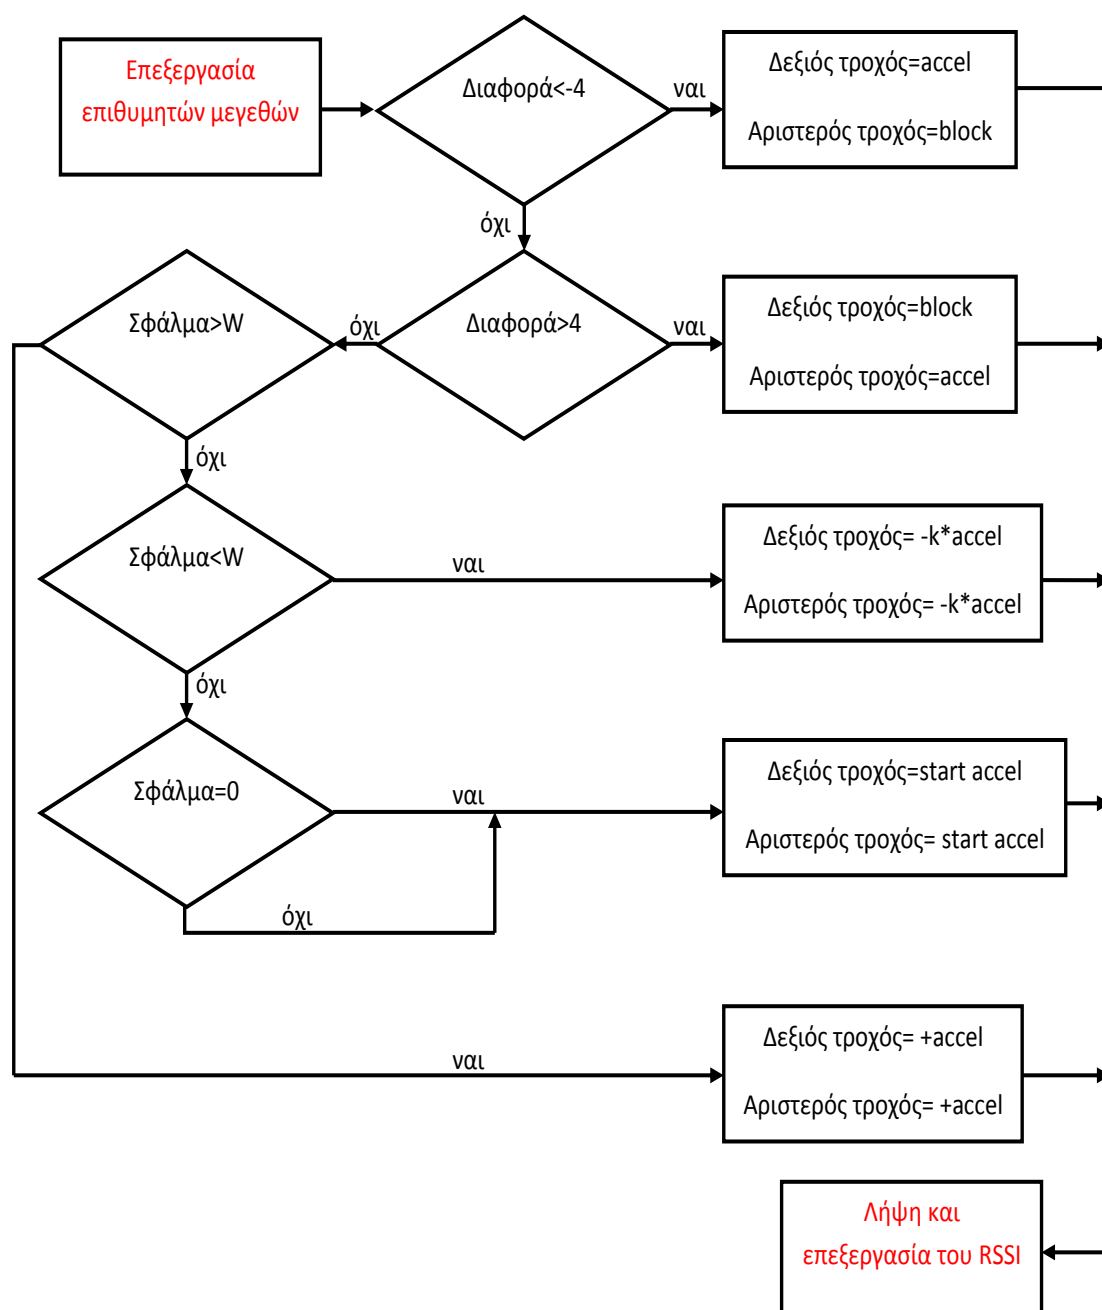 Επεξεργασία
επιθυμητών μεγεθών
Διαφορά<-4
ναι
Δεξιός τροχός=accel
Αριστερός τροχός=block
όχι
Σφάλμα>W
όχι
Διαφορά>4
ναι
Δεξιός τροχός=block
Αριστερός τροχός=accel
όχι
Σφάλμα<W
ναι
Δεξιός τροχός= -k*accel
Αριστερός τροχός= -k*accel
όχι
Σφάλμα=0
ναι
Δεξιός τροχός=start accel
Αριστερός τροχός= start accel
όχι
ναι
Δεξιός τροχός= +accel
Αριστερός τροχός= +accel
Λήψη και
επεξεργασία του RSSI